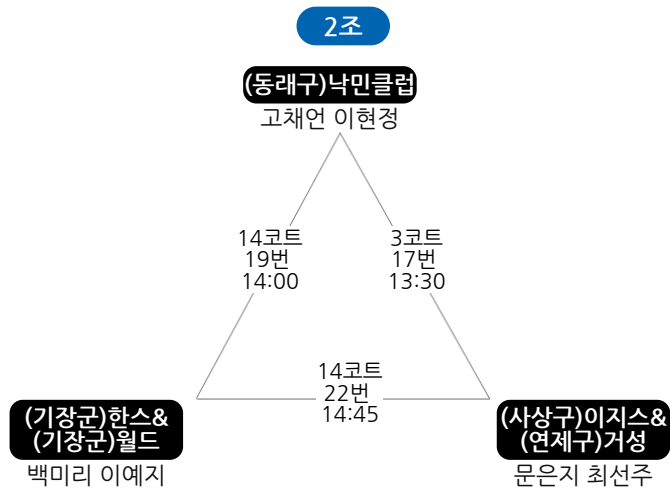 2조
(동래구)낙민클럽
고채언 이현정
14코트
19번
14:00
3코트
17번
13:30
14코트
22번
14:45
(기장군)한스&
(기장군)월드
백미리 이예지
(사상구)이지스&
(연제구)거성
문은지 최선주